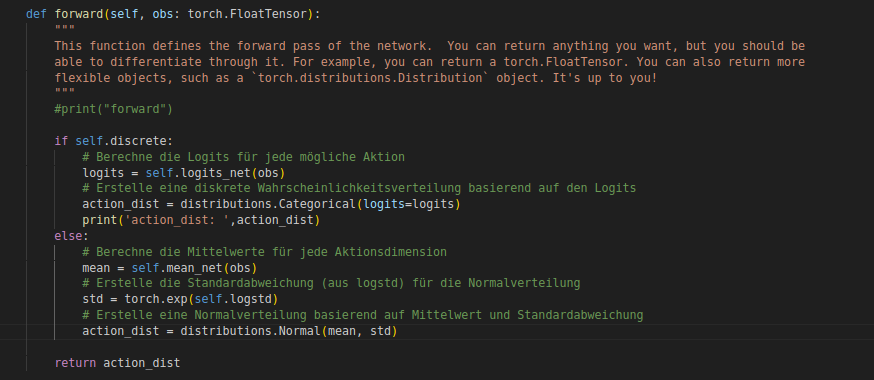 def forward(self, obs: torch.FloatTensor):
"""
This function defines the forward pass of the network.  You can return anything you want, but you should be
able to differentiate through it. For example, you can return a torch.FloatTensor. You can also return more
flexible objects, such as a `torch.distributions.Distribution` object. It's up to you!
"""
#print("forward")
if self.discrete:
# Berechne die Logits für jede mögliche Aktion
logits = self.logits_net(obs)
# Erstelle eine diskrete Wahrscheinlichkeitsverteilung basierend auf den Logits
action_dist = distributions.Categorical(logits=logits)
print('action_dist: ',action_dist)
else:
# Berechne die Mittelwerte für jede Aktionsdimension
mean = self.mean_net(obs)
# Erstelle die Standardabweichung (aus logstd) für die Normalverteilung
std = torch.exp(self.logstd)
# Erstelle eine Normalverteilung basierend auf Mittelwert und Standardabweichung
action_dist = distributions.Normal(mean, std)
return action_dist